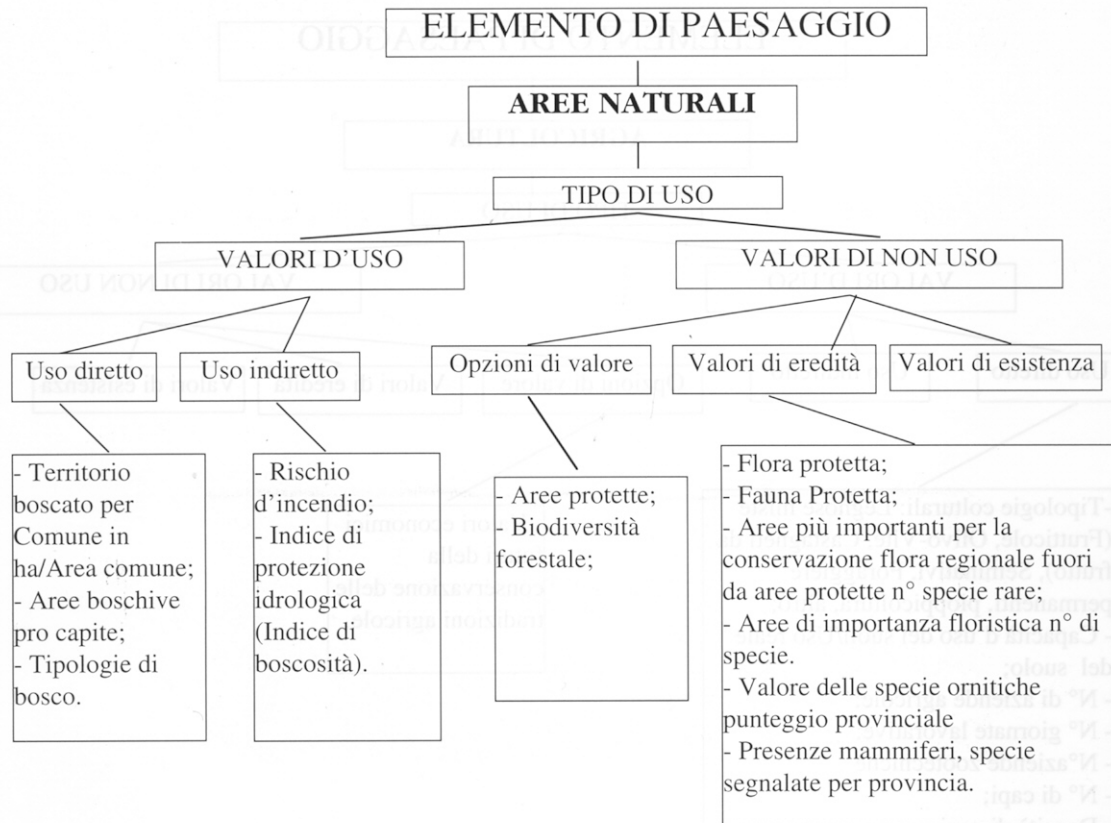 ELEMENTO DI PAESAGGIO
AREE NATURALI
TIPO DI USO
VALORI D'USO
VALORI DI NON USO
Uso diretto
Uso indiretto
Opzioni di valore
Valori di eredità
Valori di esistenza
- Territorio
boscato per
Comune in
ha/Area comune;
- Aree boschive
pro capite;
- Tipologie di
bosco.
- Rischio
d'incendio;
- Indice di
protezione
idrologica
(Indice di
boscosità).
- Aree protette;
- Biodiversità
forestale;
- Flora protetta;
- Fauna Protetta;
- Aree più importanti per la
conservazione flora regionale fuori
da aree protette n° specie rare;
- Aree di importanza floristica n° di
specie.
- Valore delle specie ornitiche
punteggio provinciale
- Presenze mammiferi, specie
segnalate per provincia.